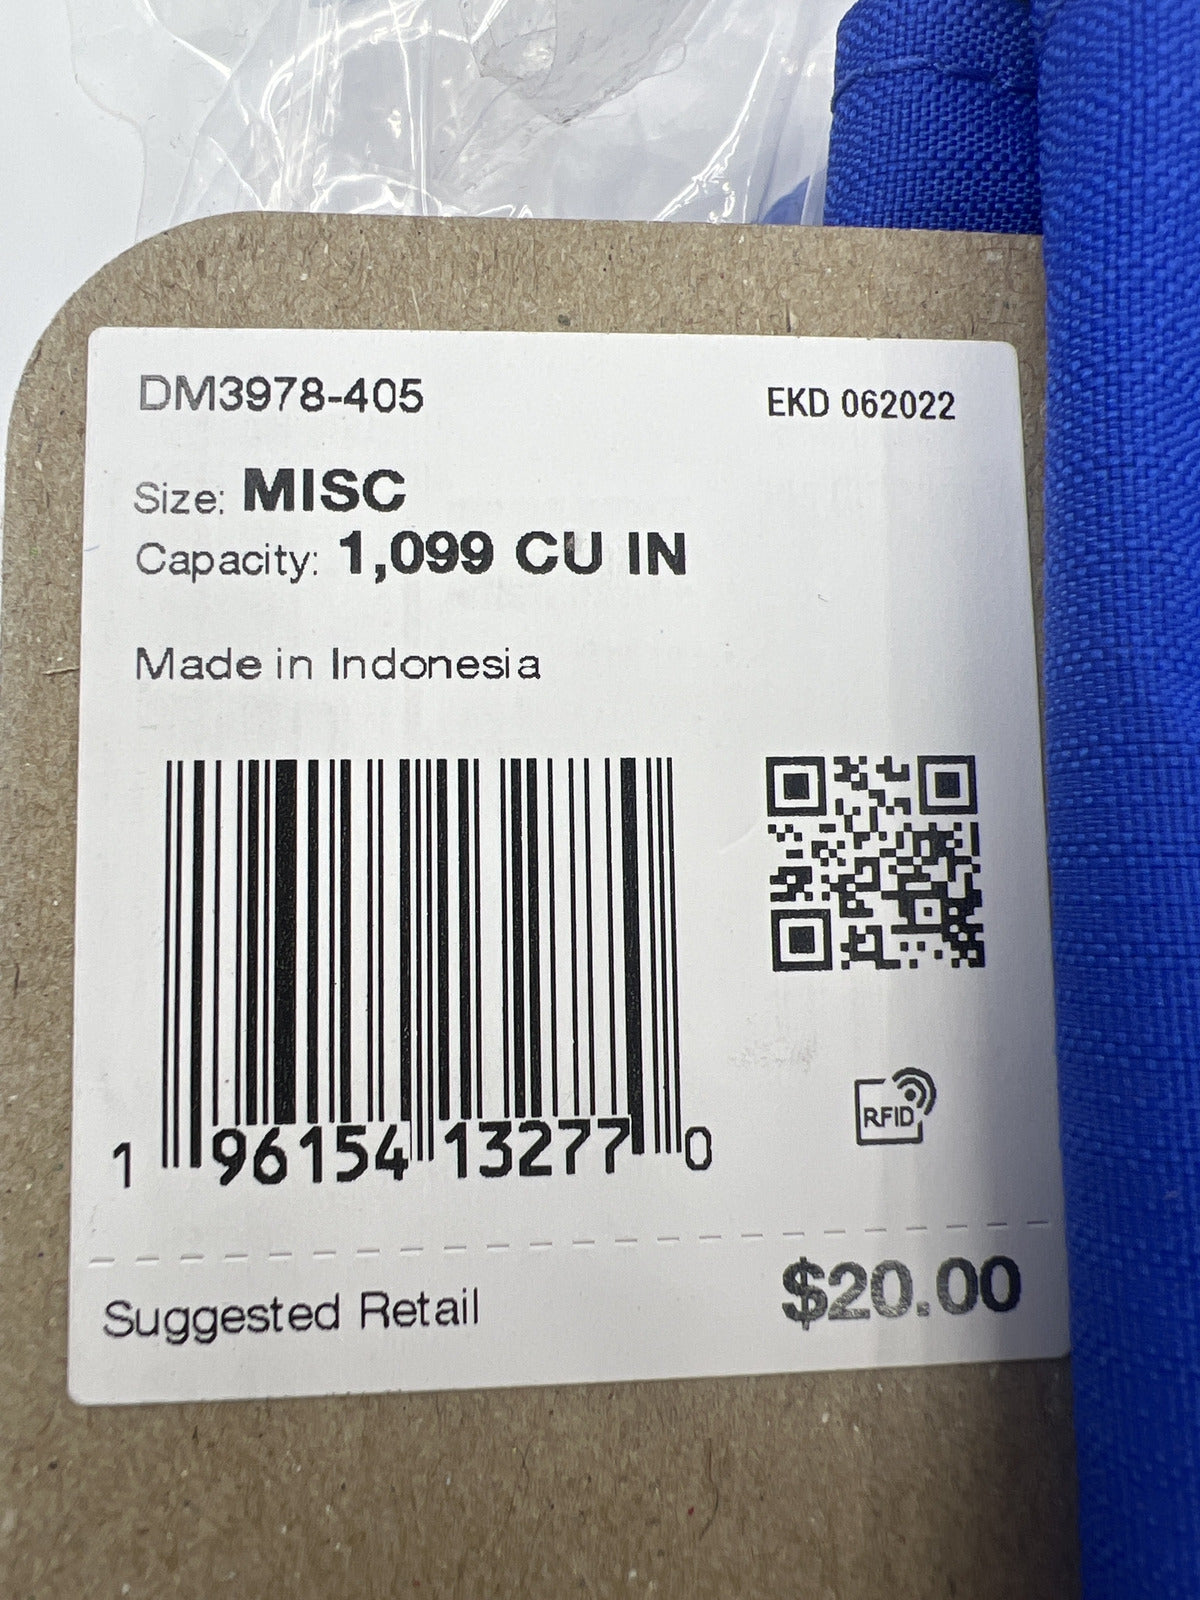 DM3978-405
EKD 062022
Size: MISC
Capacity: 1,099 CU IN
Made in Indonesia
1 96154 13277 0
RFID
Suggested Retail
$20.00